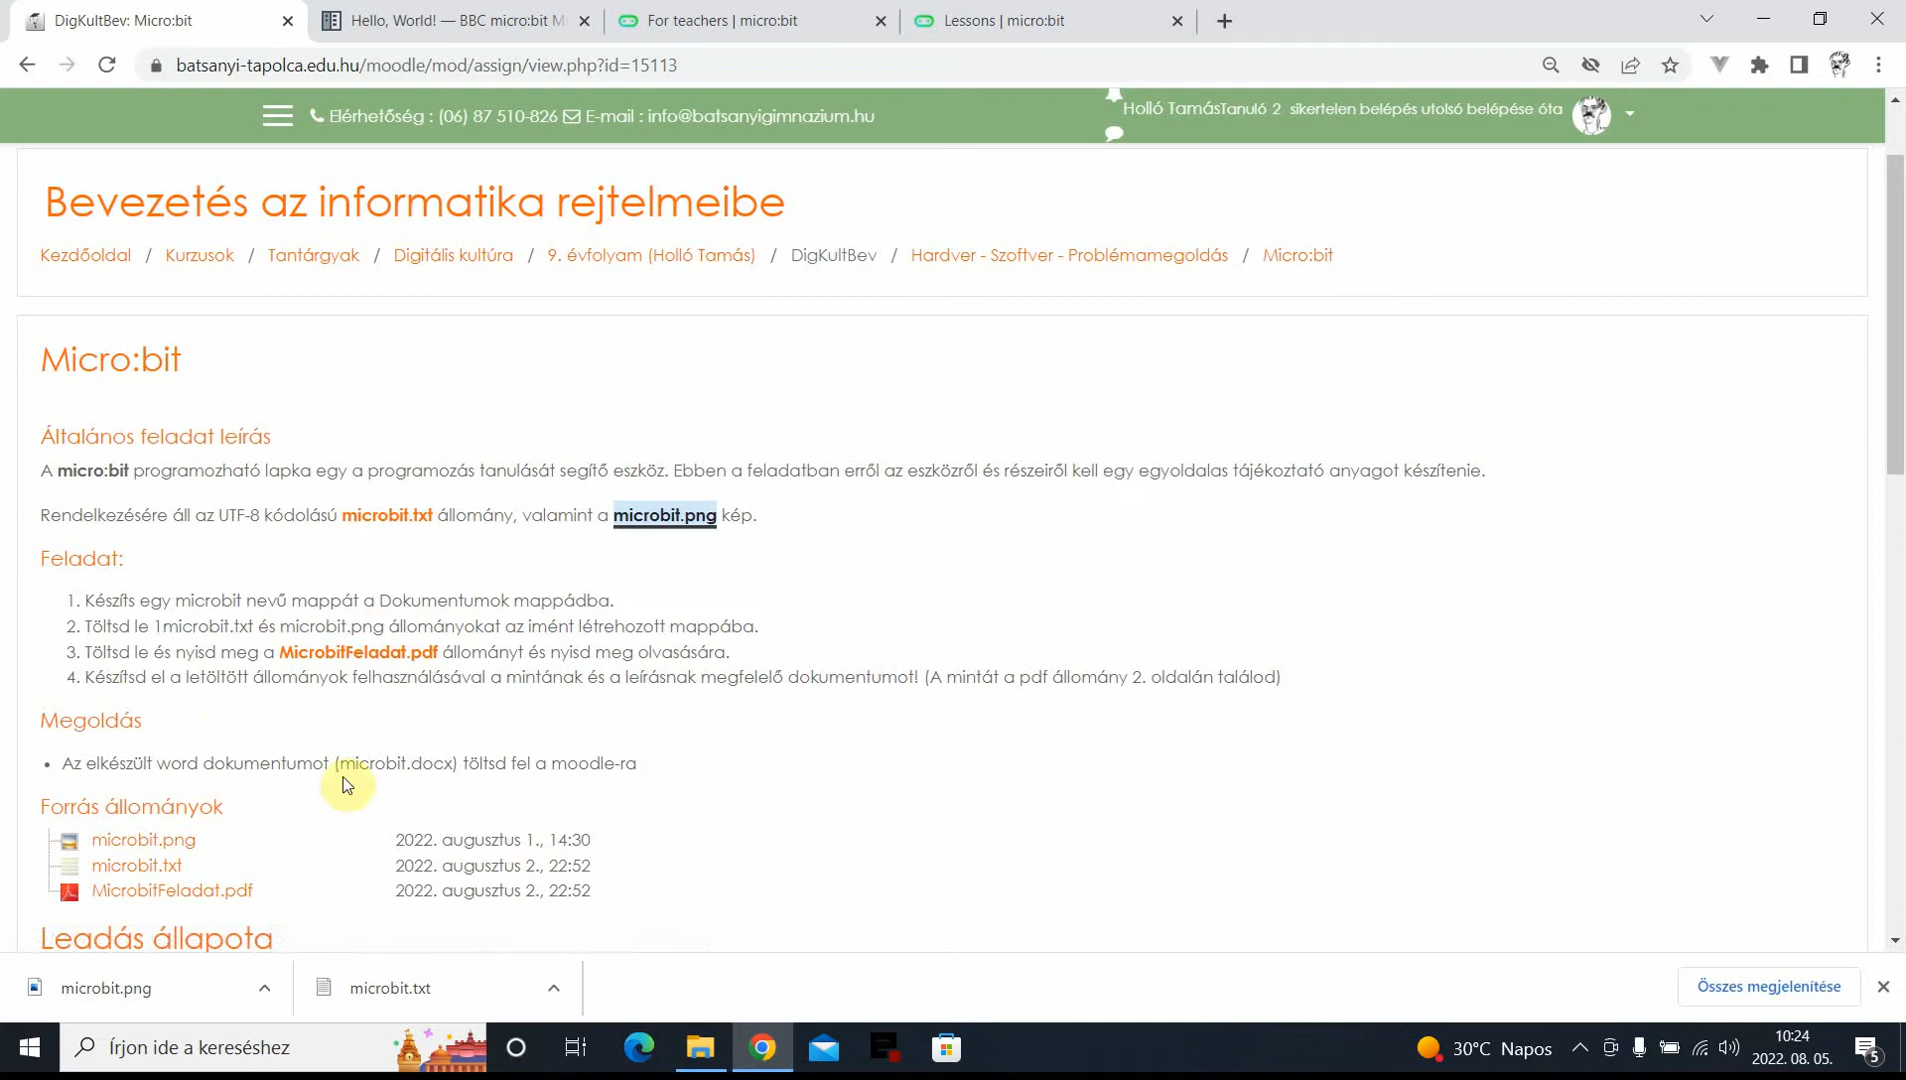 DigKultBev: Micro:bit
Hello, World! — BBC micro:bit M
For teachers | micro:bit
Lessons | micro:bit
batsanyi-tapolca.edu.hu/moodle/mod/assign/view.php?id=15113
Elérhetőség : (06) 87 510-826 E-mail : info@batsanyigimnazium.hu
Holló TamásTanuló 2 sikertelen belépés utolsó belépése óta
Bevezetés az informatika rejtelmeibe
Kezdőoldal / Kurzusok / Tantárgyak / Digitális kultúra / 9. évfolyam (Holló Tamás) / DigKultBev / Hardver - Szoftver - Problémamegoldás / Micro:bit
Micro:bit
Általános feladat leírás
A micro:bit programozható lapka egy a programozás tanulását segítő eszköz. Ebben a feladatban erről az eszközről és részeiről kell egy egyoldalas tájékoztató anyagot készítenie.
Rendelkezésére áll az UTF-8 kódolású microbit.txt állomány, valamint a microbit.png kép.
Feladat:
1. Készíts egy microbit nevű mappát a Dokumentumok mappádba.
2. Töltsd le 1microbit.txt és microbit.png állományokat az imént létrehozott mappába.
3. Töltsd le és nyisd meg a MicrobitFeladat.pdf állományt és nyisd meg olvasására.
4. Készítsd el a letöltött állományok felhasználásával a mintának és a leírásnak megfelelő dokumentumot! (A mintát a pdf állomány 2. oldalán találod)
Megoldás
• Az elkészült word dokumentumot (microbit.docx) töltsd fel a moodle-ra
Forrás állományok
microbit.png 2022. augusztus 1., 14:30
microbit.txt 2022. augusztus 2., 22:52
MicrobitFeladat.pdf 2022. augusztus 2., 22:52
Leadás állapota
microbit.png
microbit.txt
Összes megjelenítése
Írjon ide a kereséshez
30°C Napos
10:24
2022. 08. 05.
5